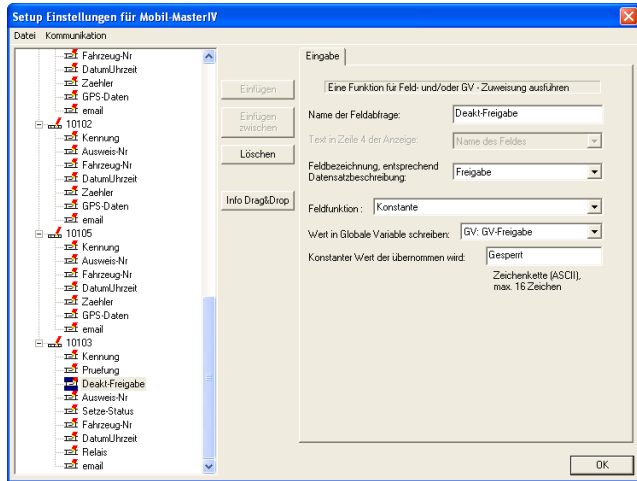 Setup Einstellungen für Mobil-MasterIV
Datei Kommunikation
Fahrzeug-Nr
DatumUhrzeit
Zaehler
GPS-Daten
email
10102
Kennung
Ausweis-Nr
Fahrzeug-Nr
DatumUhrzeit
Zaehler
GPS-Daten
email
10105
Kennung
Ausweis-Nr
Fahrzeug-Nr
DatumUhrzeit
Zaehler
GPS-Daten
email
10103
Kennung
Pruefung
Deakt-Freigabe
Ausweis-Nr
Setze-Status
Fahrzeug-Nr
DatumUhrzeit
Relais
email
Einfügen
Einfügen
zwischen
Löschen
Info Drag&Drop
Eingabe
Eine Funktion für Feld- und/oder GV - Zuweisung ausführen
Name der Feldabfrage: Deakt-Freigabe
Text in Zeile 4 der Anzeige: Name des Feldes
Feldbezeichnung, entsprechend
Datensatzbeschreibung: Freigabe
Feldfunktion : Konstante
Wert in Globale Variable schreiben: GV: GV-Freigabe
Konstanter Wert der übernommen wird: Gesperrt
Zeichenkette (ASCII),
max. 16 Zeichen
OK